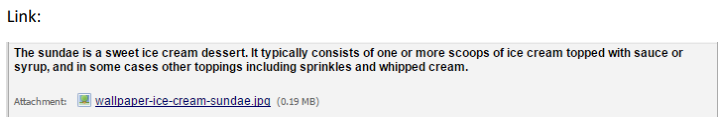 Link:
The sundae is a sweet ice cream dessert. It typically consists of one or more scoops of ice cream topped with sauce or
syrup, and in some cases other toppings including sprinkles and whipped cream.
Attachment: wallpaper-ice-cream-sundae.jpg (0.19 MB)